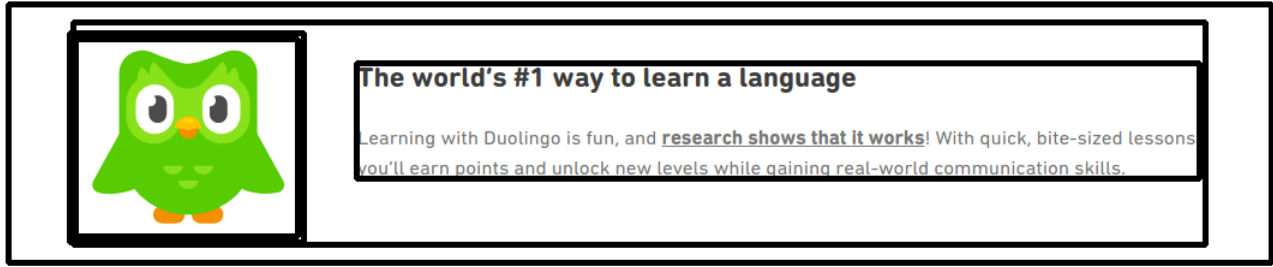 The world's #1 way to learn a language
Learning with Duolingo is fun, and research shows that it works! With quick, bite-sized lessons
you'll earn points and unlock new levels while gaining real-world communication skills.